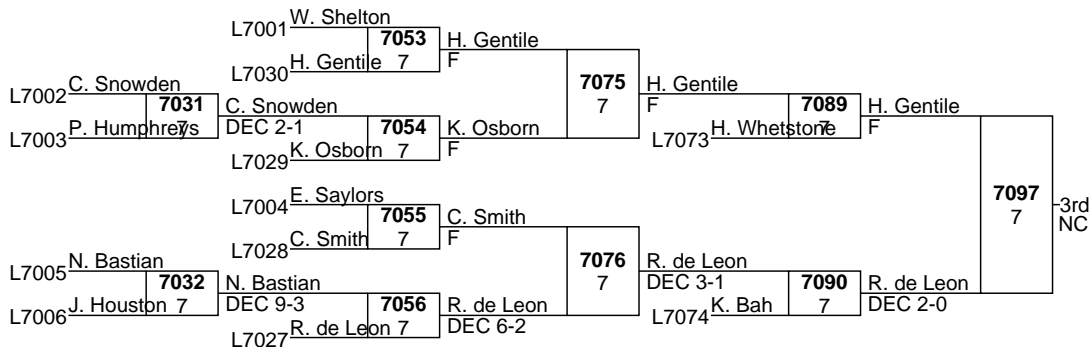 W. Shelton
L7001
7053
H. Gentile
H. Gentile
7
F
L7030
7075
C. Snowden
H. Gentile
L7002
7031
C. Snowden
7
F
7089
H. Gentile
P. Humphreys
7
DEC 2-1
7054
K. Osborn
H. Whetstone
7
F
L7003
K. Osborn
7
F
L7073
L7029
7097
E. Saylors
7
3rd
L7004
7055
C. Smith
NC
C. Smith
7
F
L7028
7076
N. Bastian
R. de Leon
L7005
7032
N. Bastian
7
DEC 3-1
7090
R. de Leon
J. Houston
7
DEC 9-3
7056
R. de Leon
K. Bah
7
DEC 2-0
L7006
R. de Leon
7
DEC 6-2
L7074
L7027